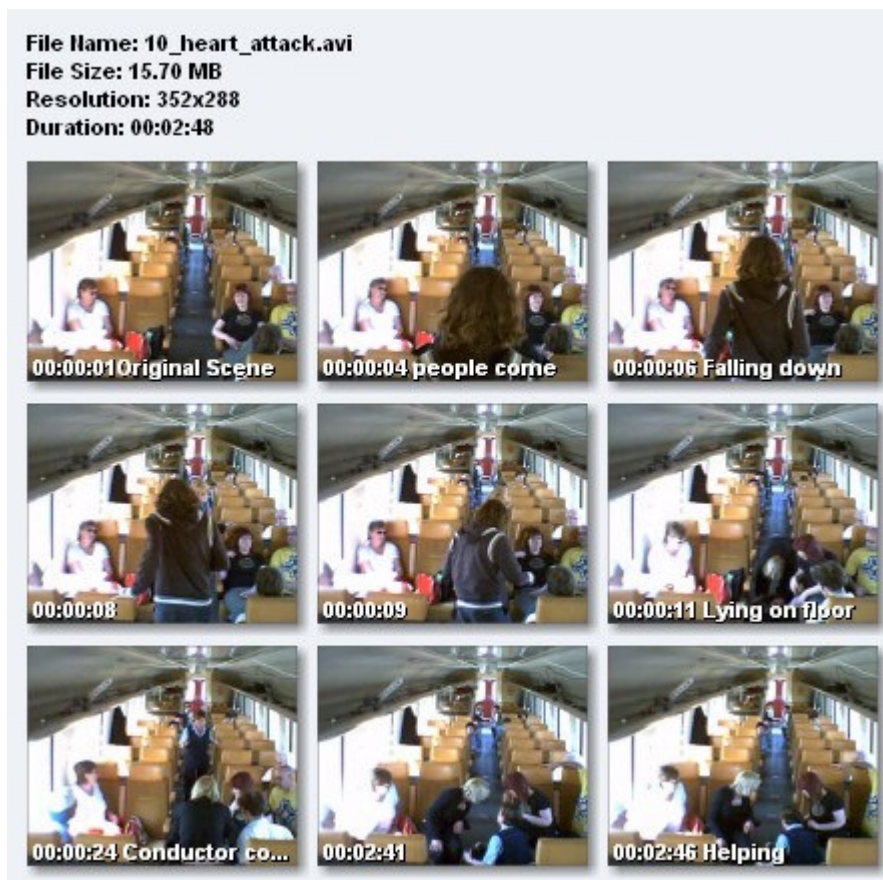 File Name: 10_heart_attack.avi
File Size: 15.70 MB
Resolution: 352x288
Duration: 00:02:48
00:00:01Original Scene
00:00:04 people come
00:00:06 Falling down
00:00:08
00:00:09
00:00:11 Lying on floor
00:00:24 Conductor co...
00:02:41
00:02:46 Helping